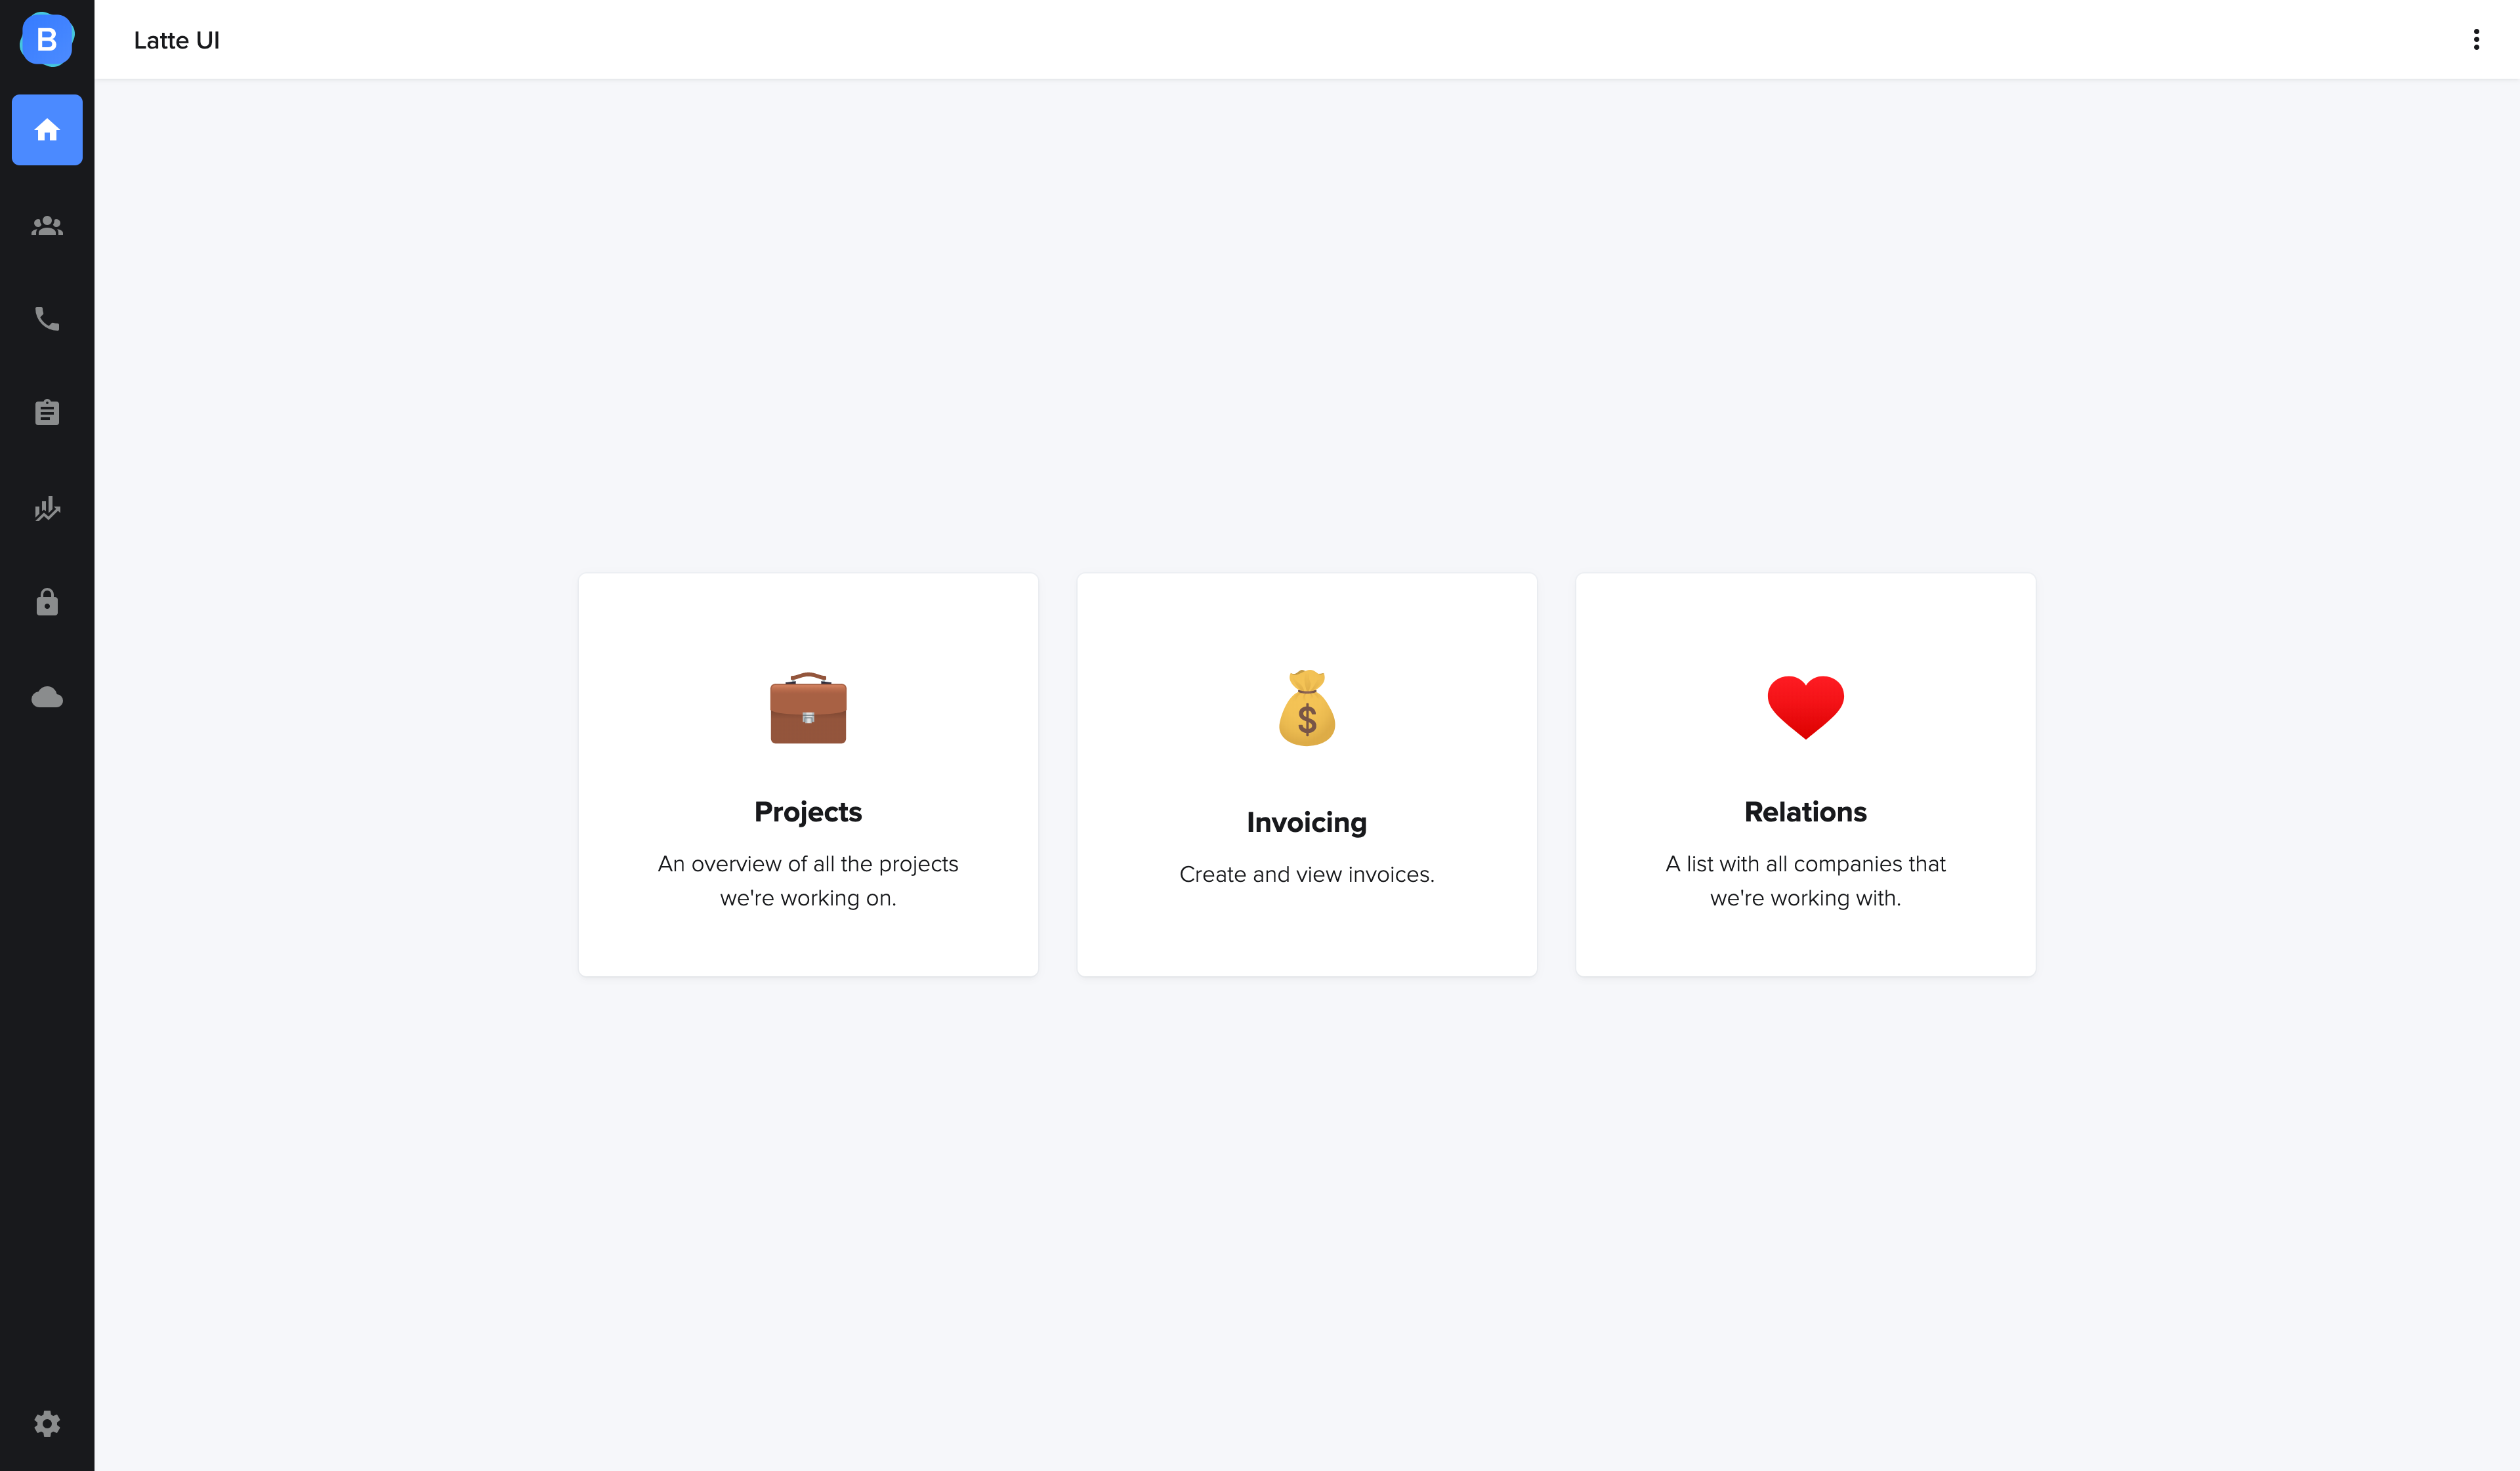 B
Latte UI
$
Projects
An overview of all the projects
we're working on.
Invoicing
Create and view invoices.
Relations
A list with all companies that
we're working with.